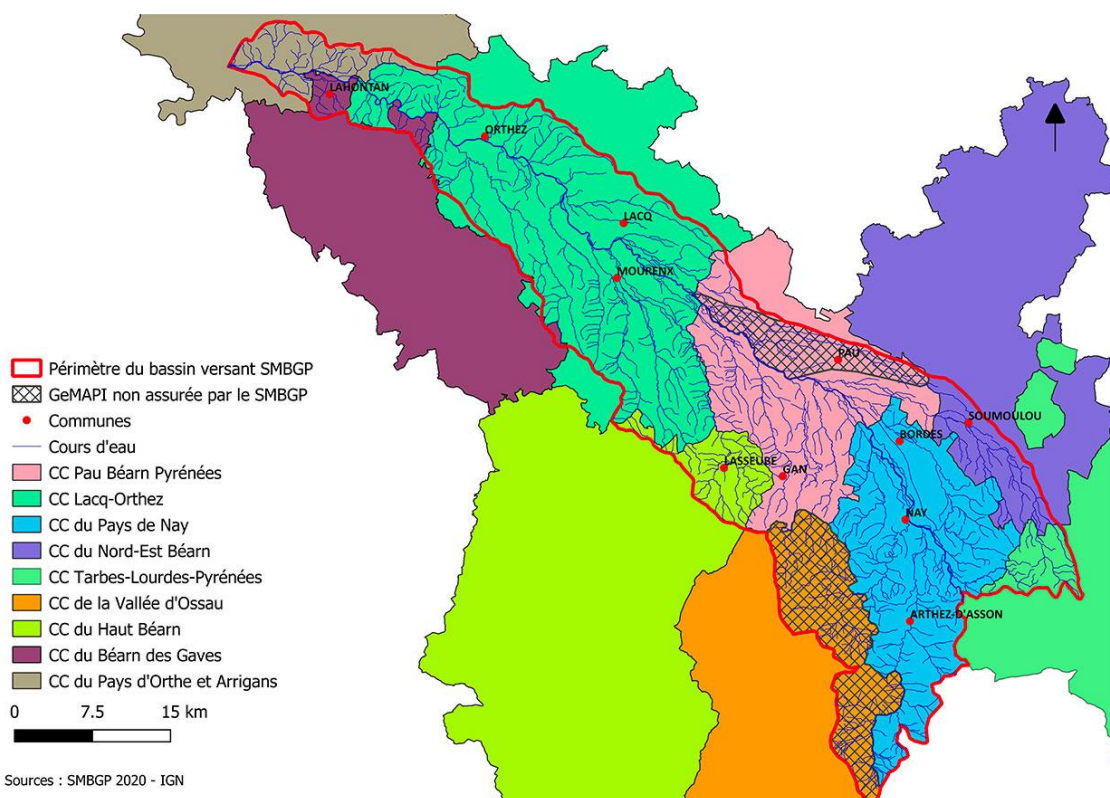 LAHONTAN
ORTHEZ
LACQ
MOURENX
PAU
SOUMOULOU
BORDES
LASSEUBE
GAN
NAY
ARTHEZ-D'ASSON
Périmètre du bassin versant SMBGP
GeMAPI non assurée par le SMBGP
Communes
Cours d'eau
CC Pau Béarn Pyrénées
CC Lacq-Orthez
CC du Pays de Nay
CC du Nord-Est Béarn
CC Tarbes-Lourdes-Pyrénées
CC de la Vallée d'Ossau
CC du Haut Béarn
CC du Béarn des Gaves
CC du Pays d'Orthe et Arrigans
0 7.5 15 km
Sources : SMBGP 2020 - IGN